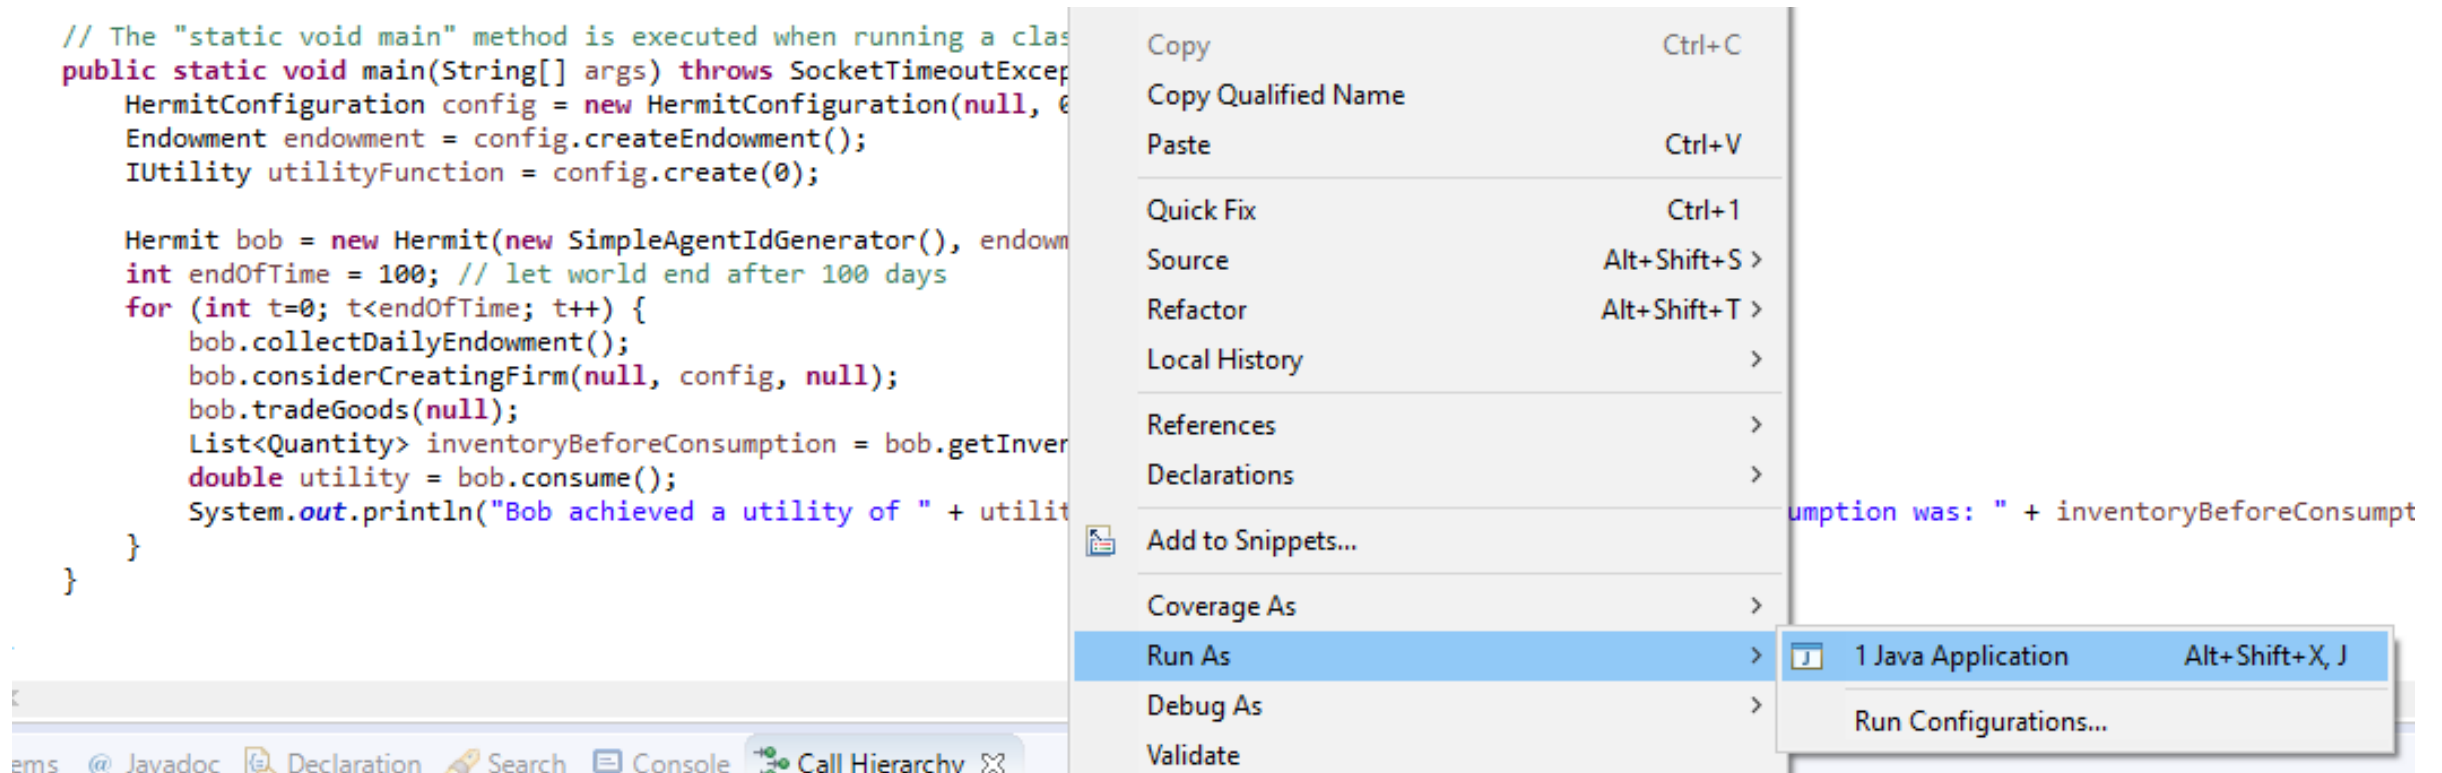 // The "static void main" method is executed when running a clas
public static void main(String[] args) throws SocketTimeoutExcep
HermitConfiguration config = new HermitConfiguration(null, 0
Endowment endowment = config.createEndowment();
IUtility utilityFunction = config.create(0);
Hermit bob = new Hermit(new SimpleAgentIdGenerator(), endowm
int endOfTime = 100; // let world end after 100 days
for (int t=0; t<endOfTime; t++) {
bob.collectDailyEndowment();
bob.considerCreatingFirm(null, config, null);
bob.tradeGoods(null);
List<Quantity> inventoryBeforeConsumption = bob.getInver
double utility = bob.consume();
System.out.println("Bob achieved a utility of " + utilit
umption was: " + inventoryBeforeConsumpt
}
}
Copy Ctrl+C
Copy Qualified Name
Paste Ctrl+V
Quick Fix Ctrl+1
Source Alt+Shift+S >
Refactor Alt+Shift+T >
Local History >
References >
Declarations >
Add to Snippets...
Coverage As >
Run As >
Debug As >
Validate
1 Java Application Alt+Shift+X, J
Run Configurations...
ems @ Javadoc Declaration Search Console Call Hierarchy